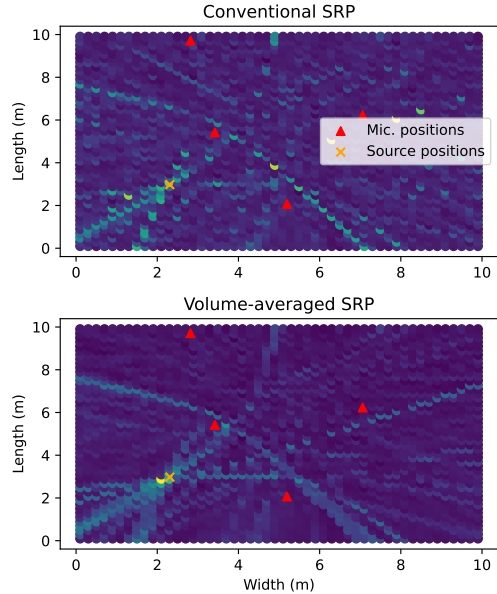 Conventional SRP
10
8
6
4
2
0
Length (m)
Mic. positions
Source positions
0 2 4 6 8 10
Volume-averaged SRP
10
8
6
4
2
0
Length (m)
0 2 4 6 8 10
Width (m)